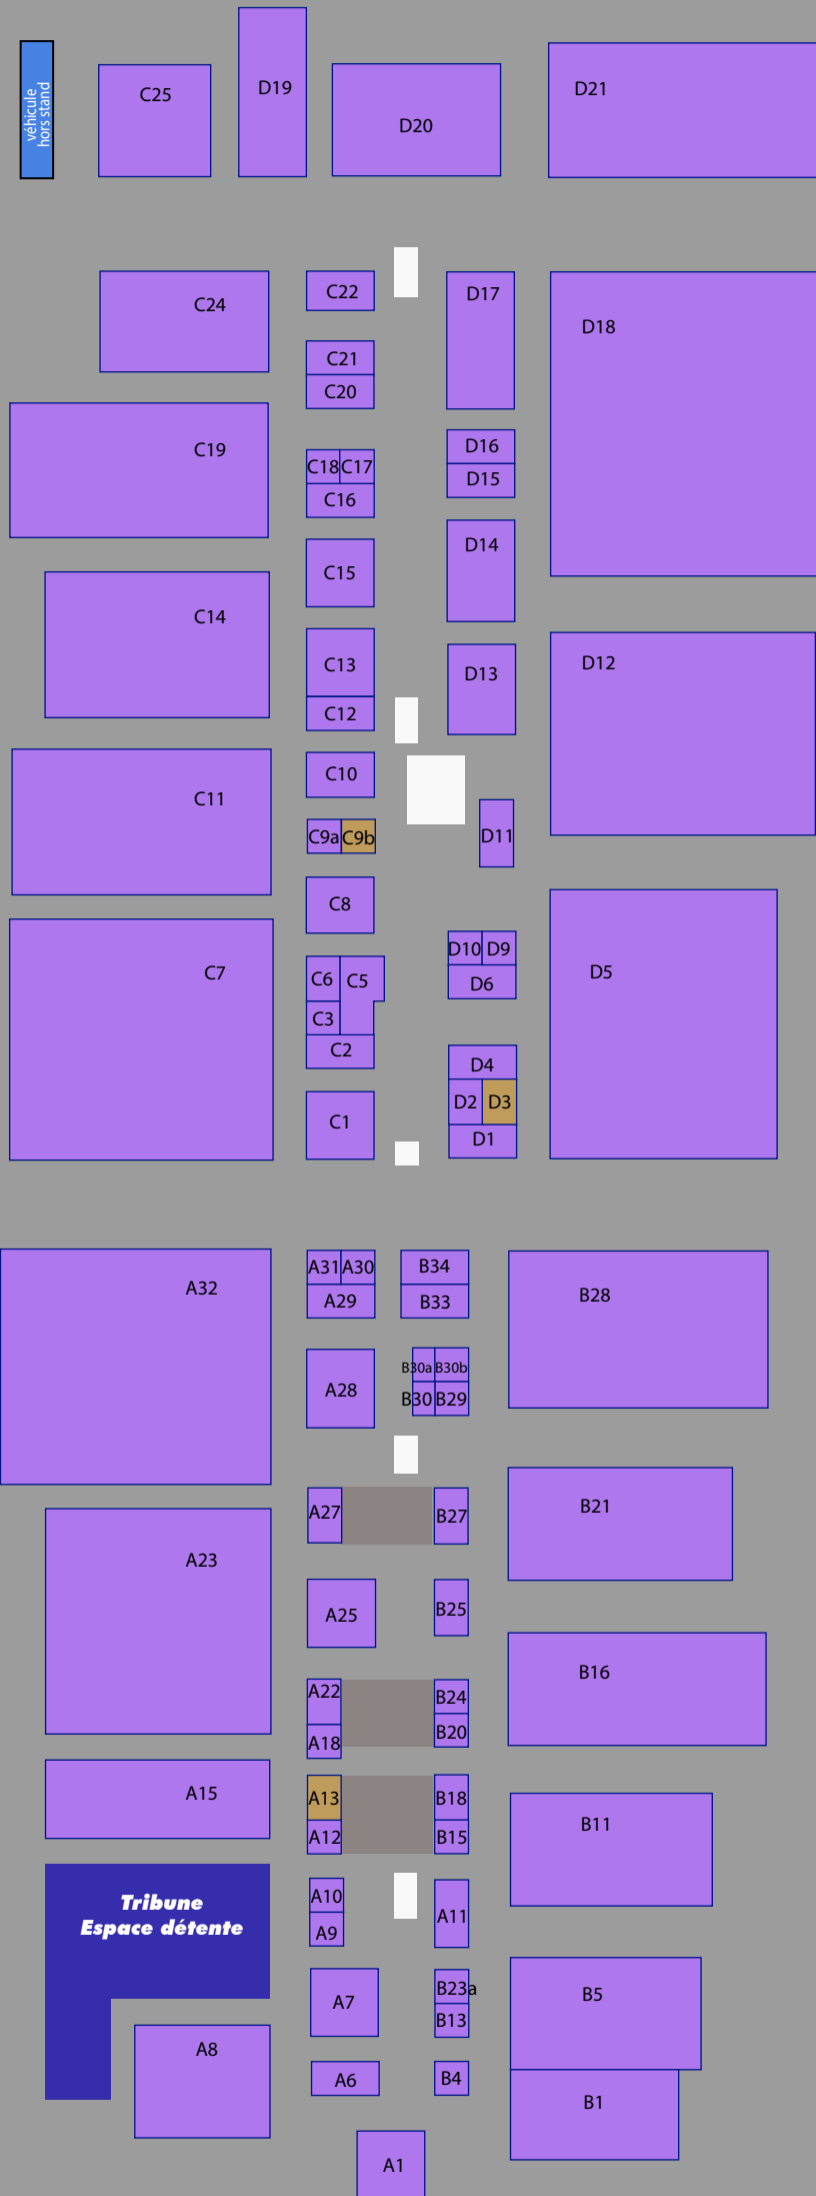 véhicule
hors stand
C25
D19
D20
D21
C24
C22
D17
D18
C21
C20
C19
C18 C17
C16
D16
D15
C15
D14
C14
C13
C12
D13
D12
C11
C10
C9a C9b
D11
C8
C7
C6 C5
C3
C2
D10 D9
D6
D5
C1
D4
D2 D3
D1
A32
A31 A30
A29
B34
B33
B28
A28
B30a B30b
B30 B29
A27
B27
B21
A23
A25
B25
B16
A22
A18
B24
B20
A15
A13
A12
B18
B15
B11
Tribune
Espace détente
A10
A9
A11
A7
B23a
B13
B5
A8
A6
B4
B1
A1